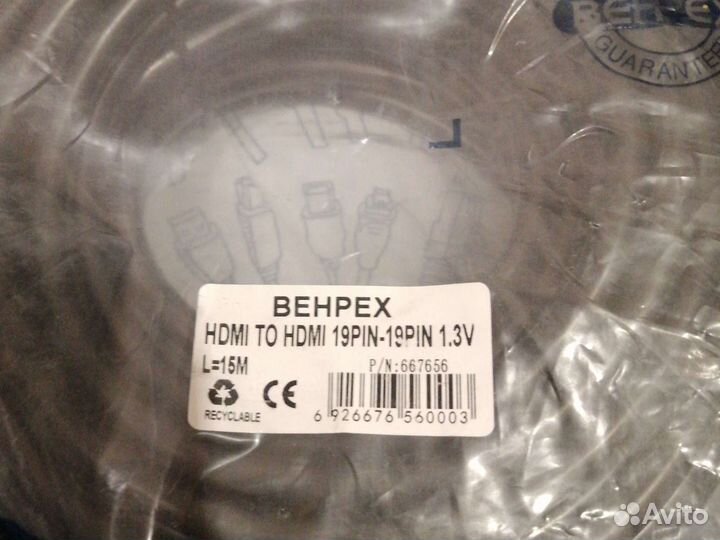 GUARANTEE
BEHPEX
HDMI TO HDMI 19PIN-19PIN 1.3V
L=15M
P/N:667656
RECYCLABLE
CE
6 926676 560003
Avito